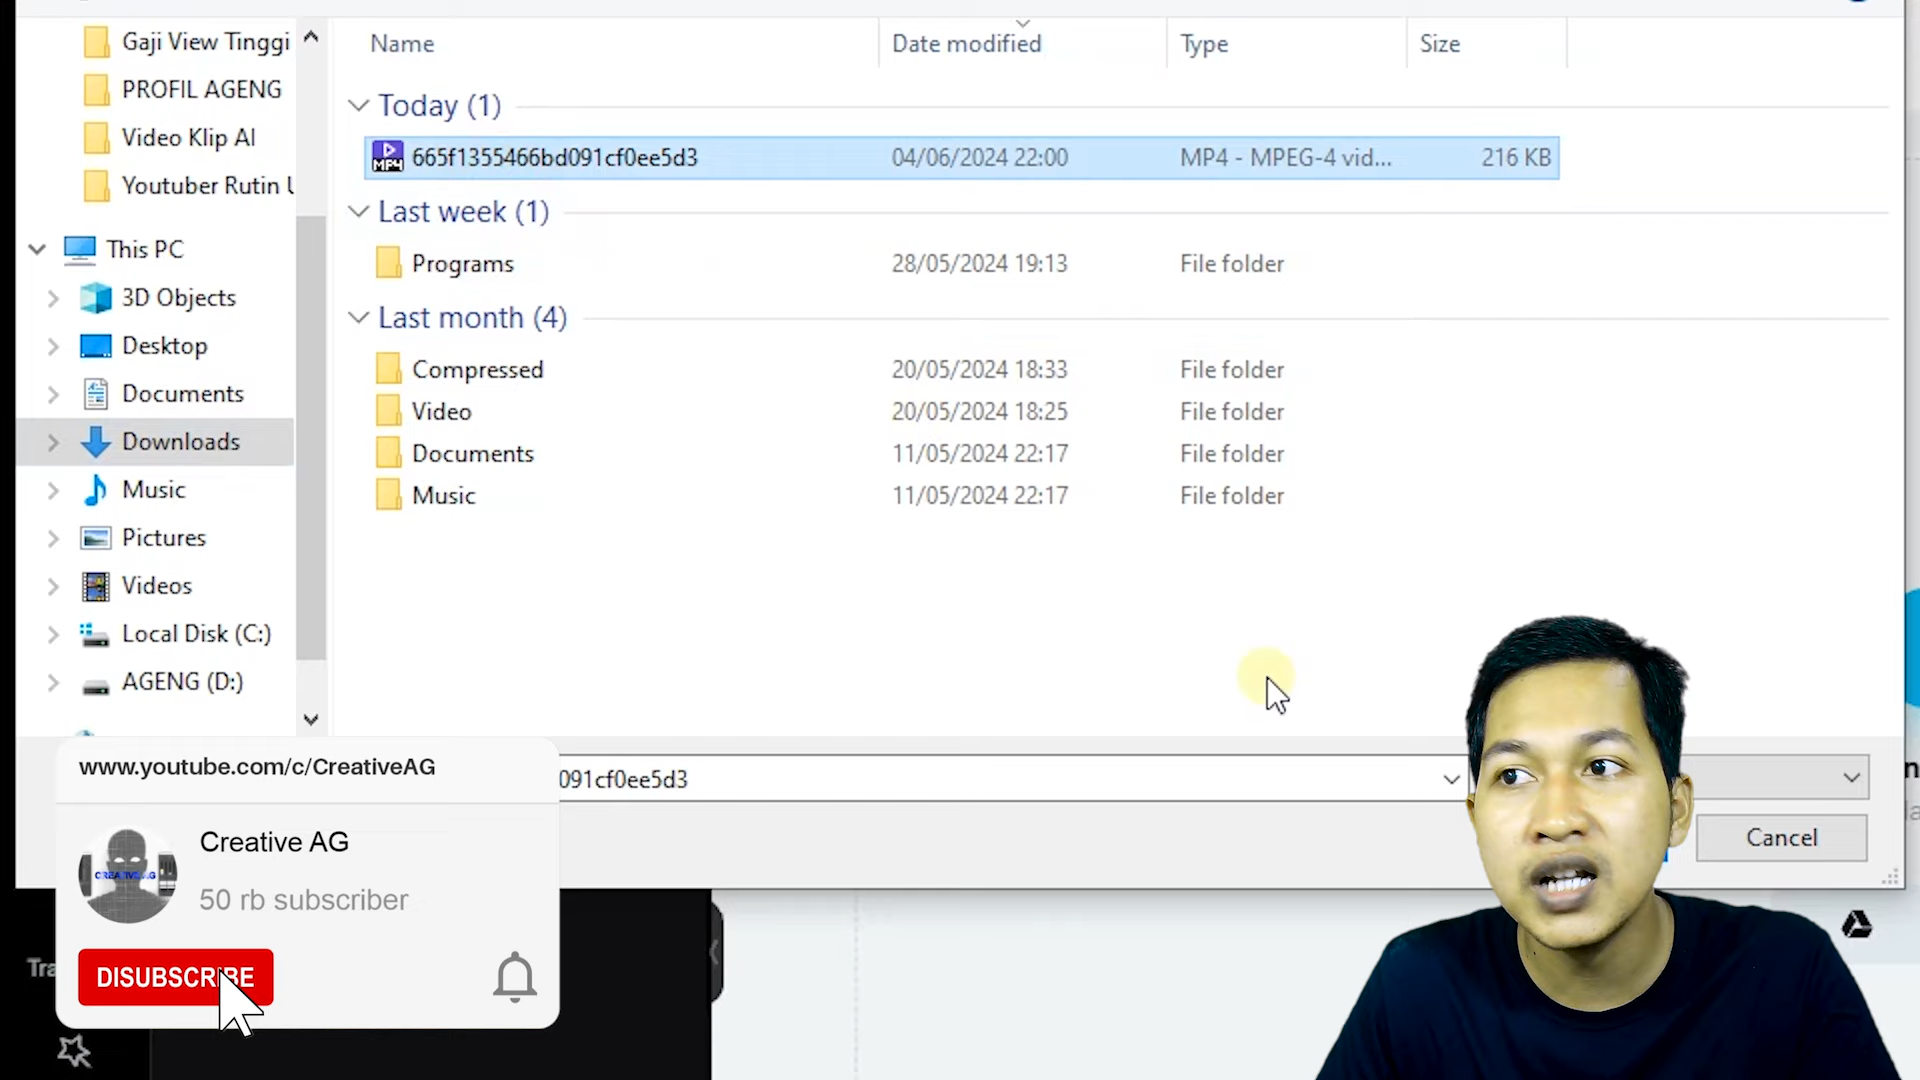 Gaji View Tinggi
PROFIL AGENG
Video Klip AI
Youtuber Rutin
This PC
3D Objects
Desktop
Documents
Downloads
Music
Pictures
Videos
Local Disk (C:)
AGENG (D:)
Name Date modified Type Size
Today (1)
665f1355466bd091cf0ee5d3 04/06/2024 22:00 MP4 - MPEG-4 vid... 216 KB
Last week (1)
Programs 28/05/2024 19:13 File folder
Last month (4)
Compressed 20/05/2024 18:33 File folder
Video 20/05/2024 18:25 File folder
Documents 11/05/2024 22:17 File folder
Music 11/05/2024 22:17 File folder
091cf0ee5d3
Cancel
www.youtube.com/c/CreativeAG
CREATIVE AG
Creative AG
50 rb subscriber
DISUBSCRIBE
MP4